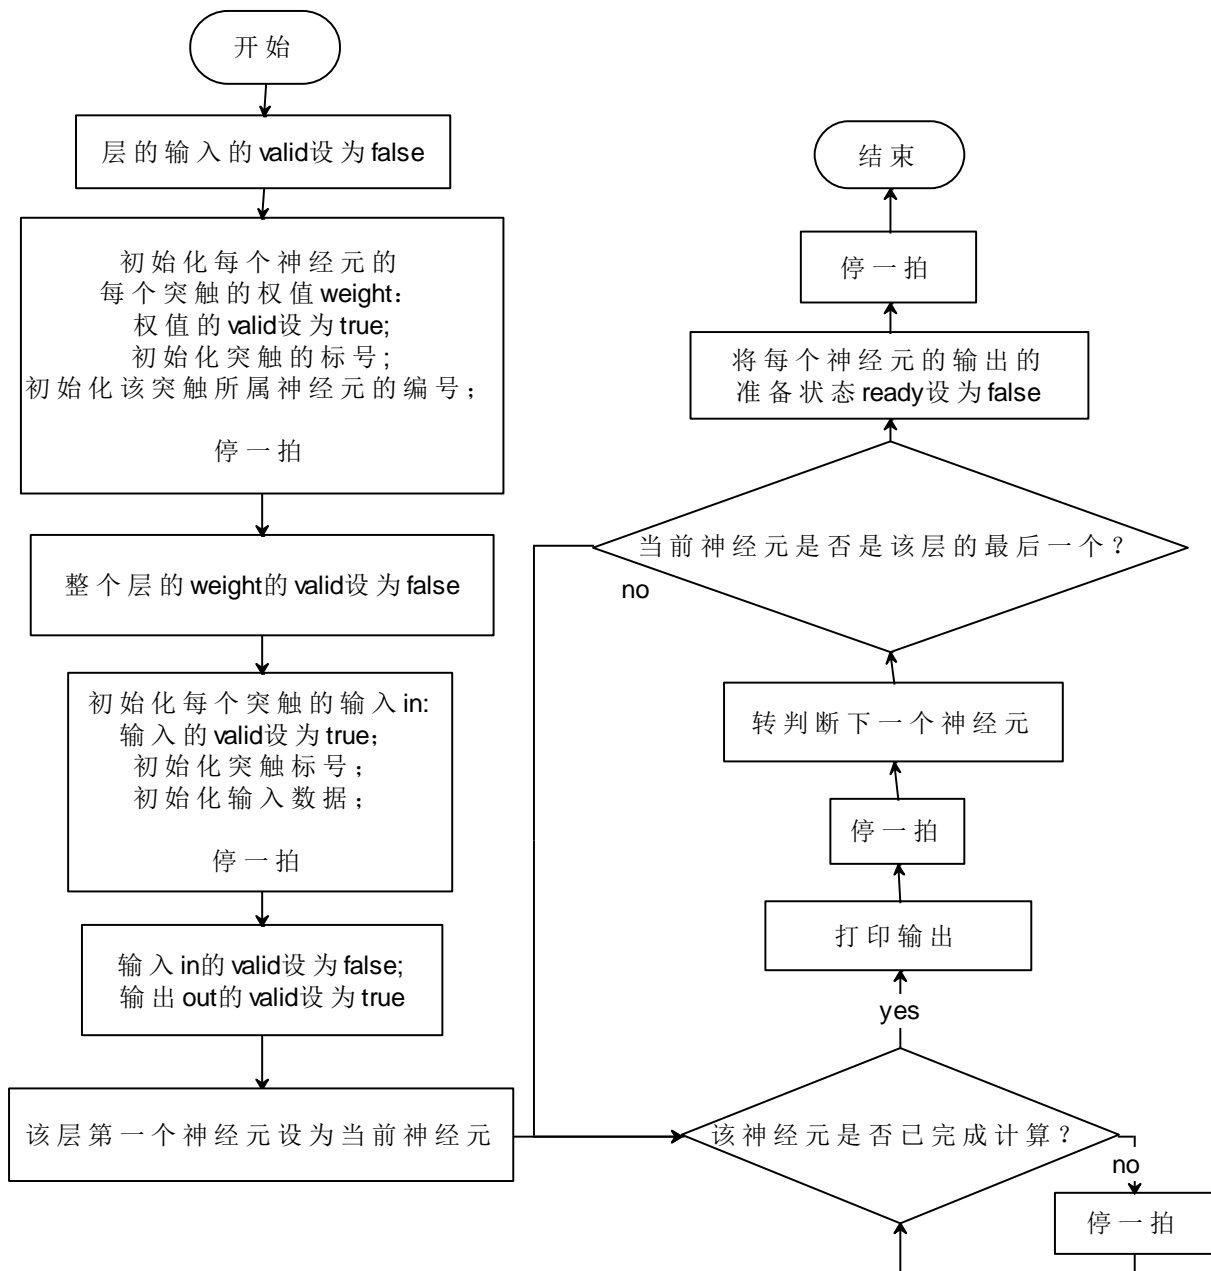 开始
层的输入的valid设为false
初始化每个神经元的
每个突触的权值weight：
权值的valid设为true;
初始化突触的标号;
初始化该突触所属神经元的编号；
停一拍
整个层的weight的valid设为false
初始化每个突触的输入in:
输入的valid设为true；
初始化突触标号；
初始化输入数据；
停一拍
输入in的valid设为false;
输出out的valid设为true
该层第一个神经元设为当前神经元
该神经元是否已完成计算？
no
停一拍
yes
打印输出
停一拍
转判断下一个神经元
当前神经元是否是该层的最后一个？
no
将每个神经元的输出的
准备状态ready设为false
停一拍
结束